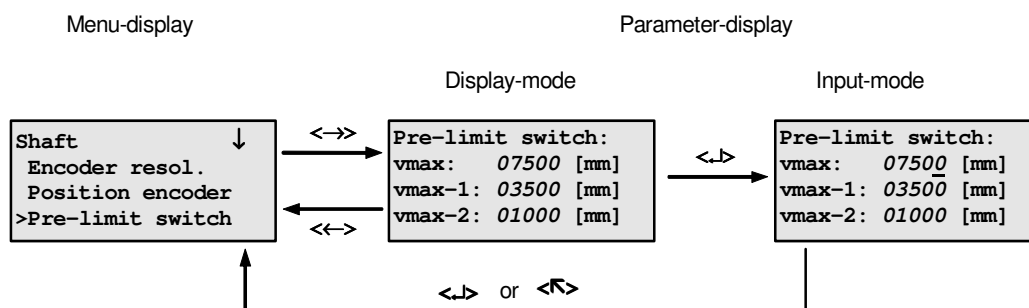 Menu-display
Parameter-display
Display-mode
Input-mode
Shaft ↓
Encoder resol.
Position encoder
>Pre-limit switch
<→>
<←>
Pre-limit switch:
vmax: 07500 [mm]
vmax-1: 03500 [mm]
vmax-2: 01000 [mm]
<↵>
Pre-limit switch:
vmax: 07500 [mm]
vmax-1: 03500 [mm]
vmax-2: 01000 [mm]
<↵> or <↖>